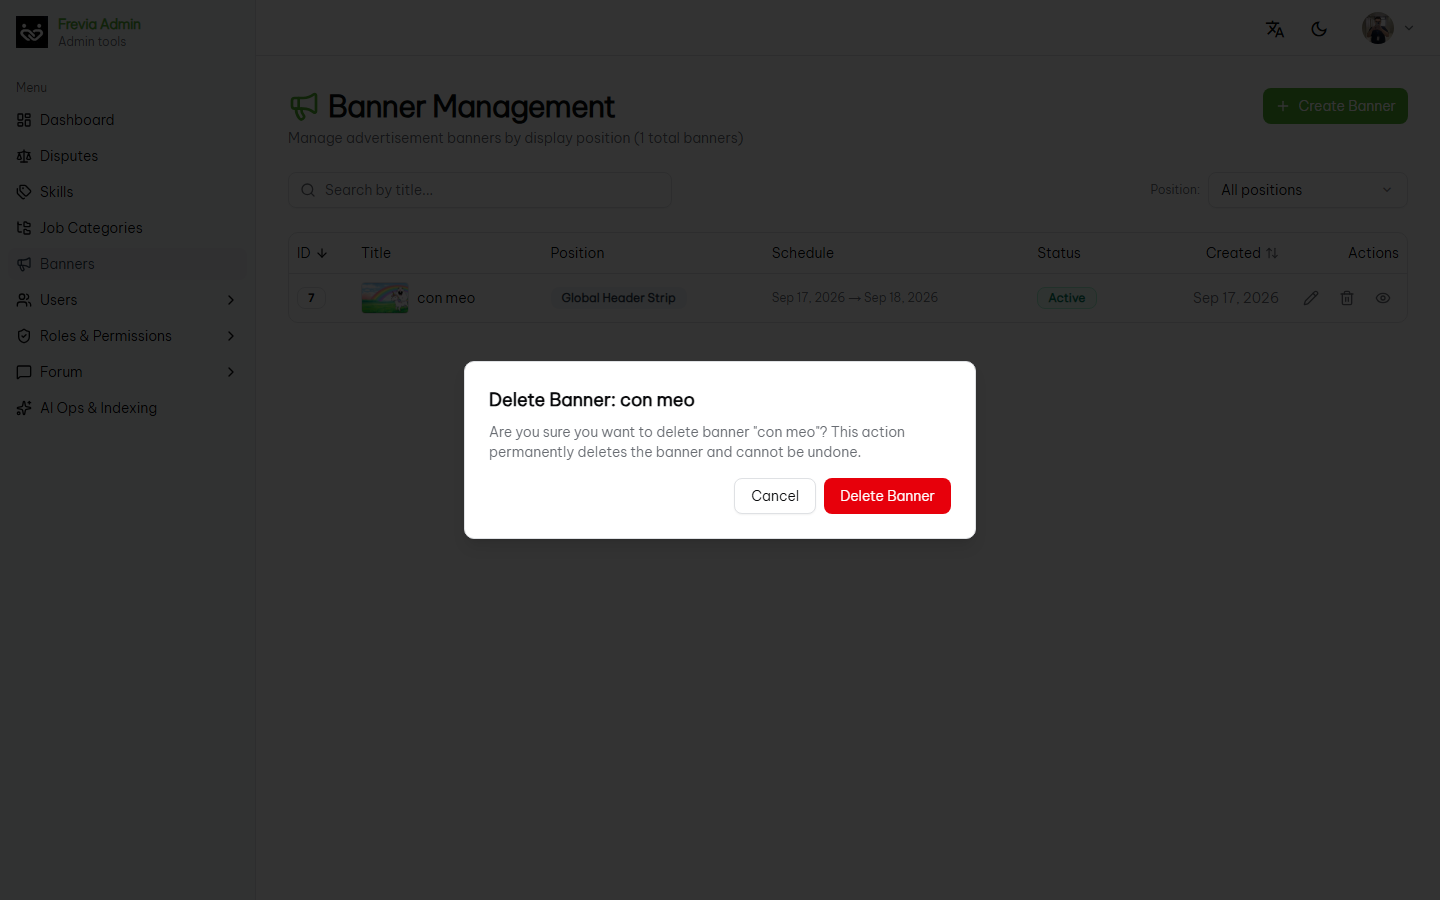 Frevia Admin
Admin tools
Menu
Dashboard
Disputes
Skills
Job Categories
Banners
Users
Roles & Permissions
Forum
AI Ops & Indexing
Banner Management
Manage advertisement banners by display position (1 total banners)
Create Banner
Search by title...
Position:
All positions
ID Title Position Schedule Status Created Actions
7 con meo Global Header Strip Sep 17, 2026 → Sep 18, 2026 Active Sep 17, 2026
Delete Banner: con meo
Are you sure you want to delete banner "con meo"? This action
permanently deletes the banner and cannot be undone.
Cancel
Delete Banner